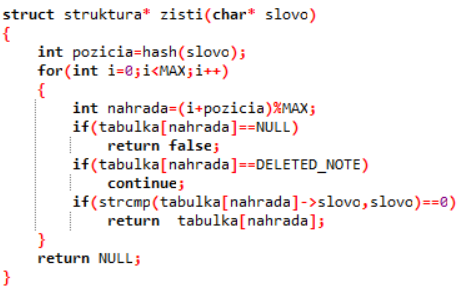 struct struktura* zisti(char* slovo)
{
    int pozicia=hash(slovo);
    for(int i=0;i<MAX;i++)
    {
        int nahrada=(i+pozicia)%MAX;
        if(tabulka[nahrada]==NULL)
            return false;
        if(tabulka[nahrada]==DELETED_NOTE)
            continue;
        if(strcmp(tabulka[nahrada]->slovo,slovo)==0)
            return  tabulka[nahrada];
    }
    return NULL;
}